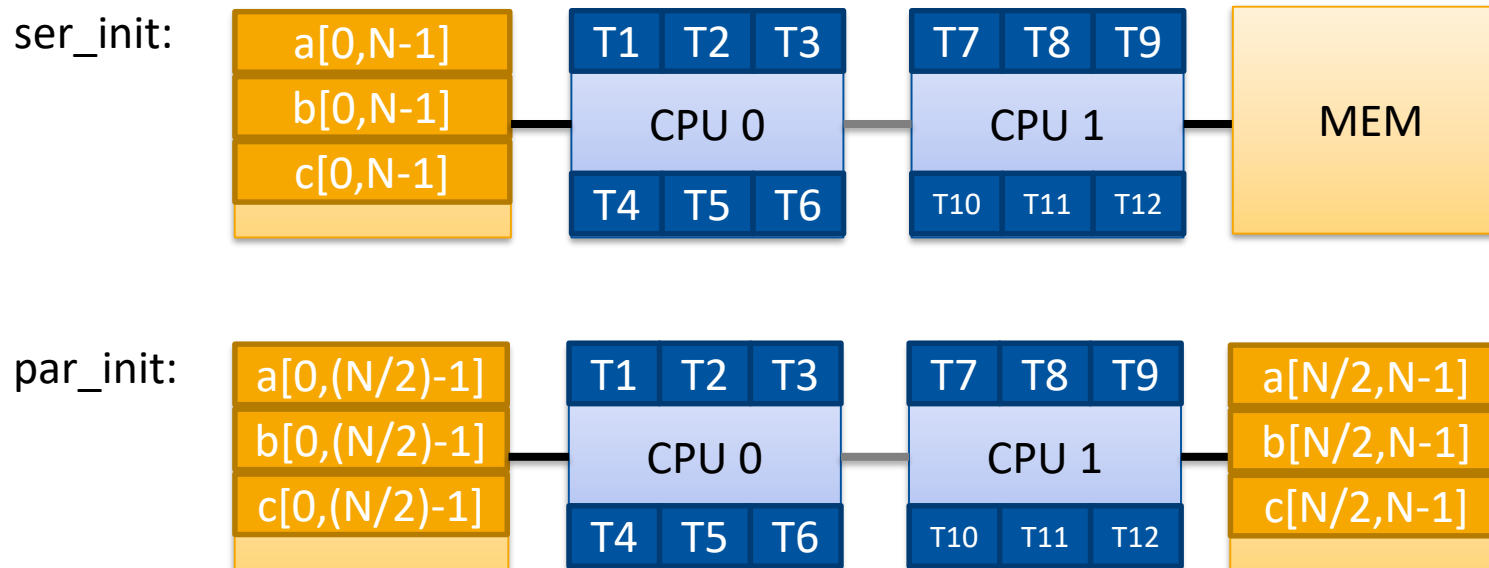 ser_init:
a[0,N-1]
b[0,N-1]
c[0,N-1]
T1 T2 T3
CPU 0
T4 T5 T6
T7 T8 T9
CPU 1
T10 T11 T12
MEM
par_init:
a[0,(N/2)-1]
b[0,(N/2)-1]
c[0,(N/2)-1]
T1 T2 T3
CPU 0
T4 T5 T6
T7 T8 T9
CPU 1
T10 T11 T12
a[N/2,N-1]
b[N/2,N-1]
c[N/2,N-1]